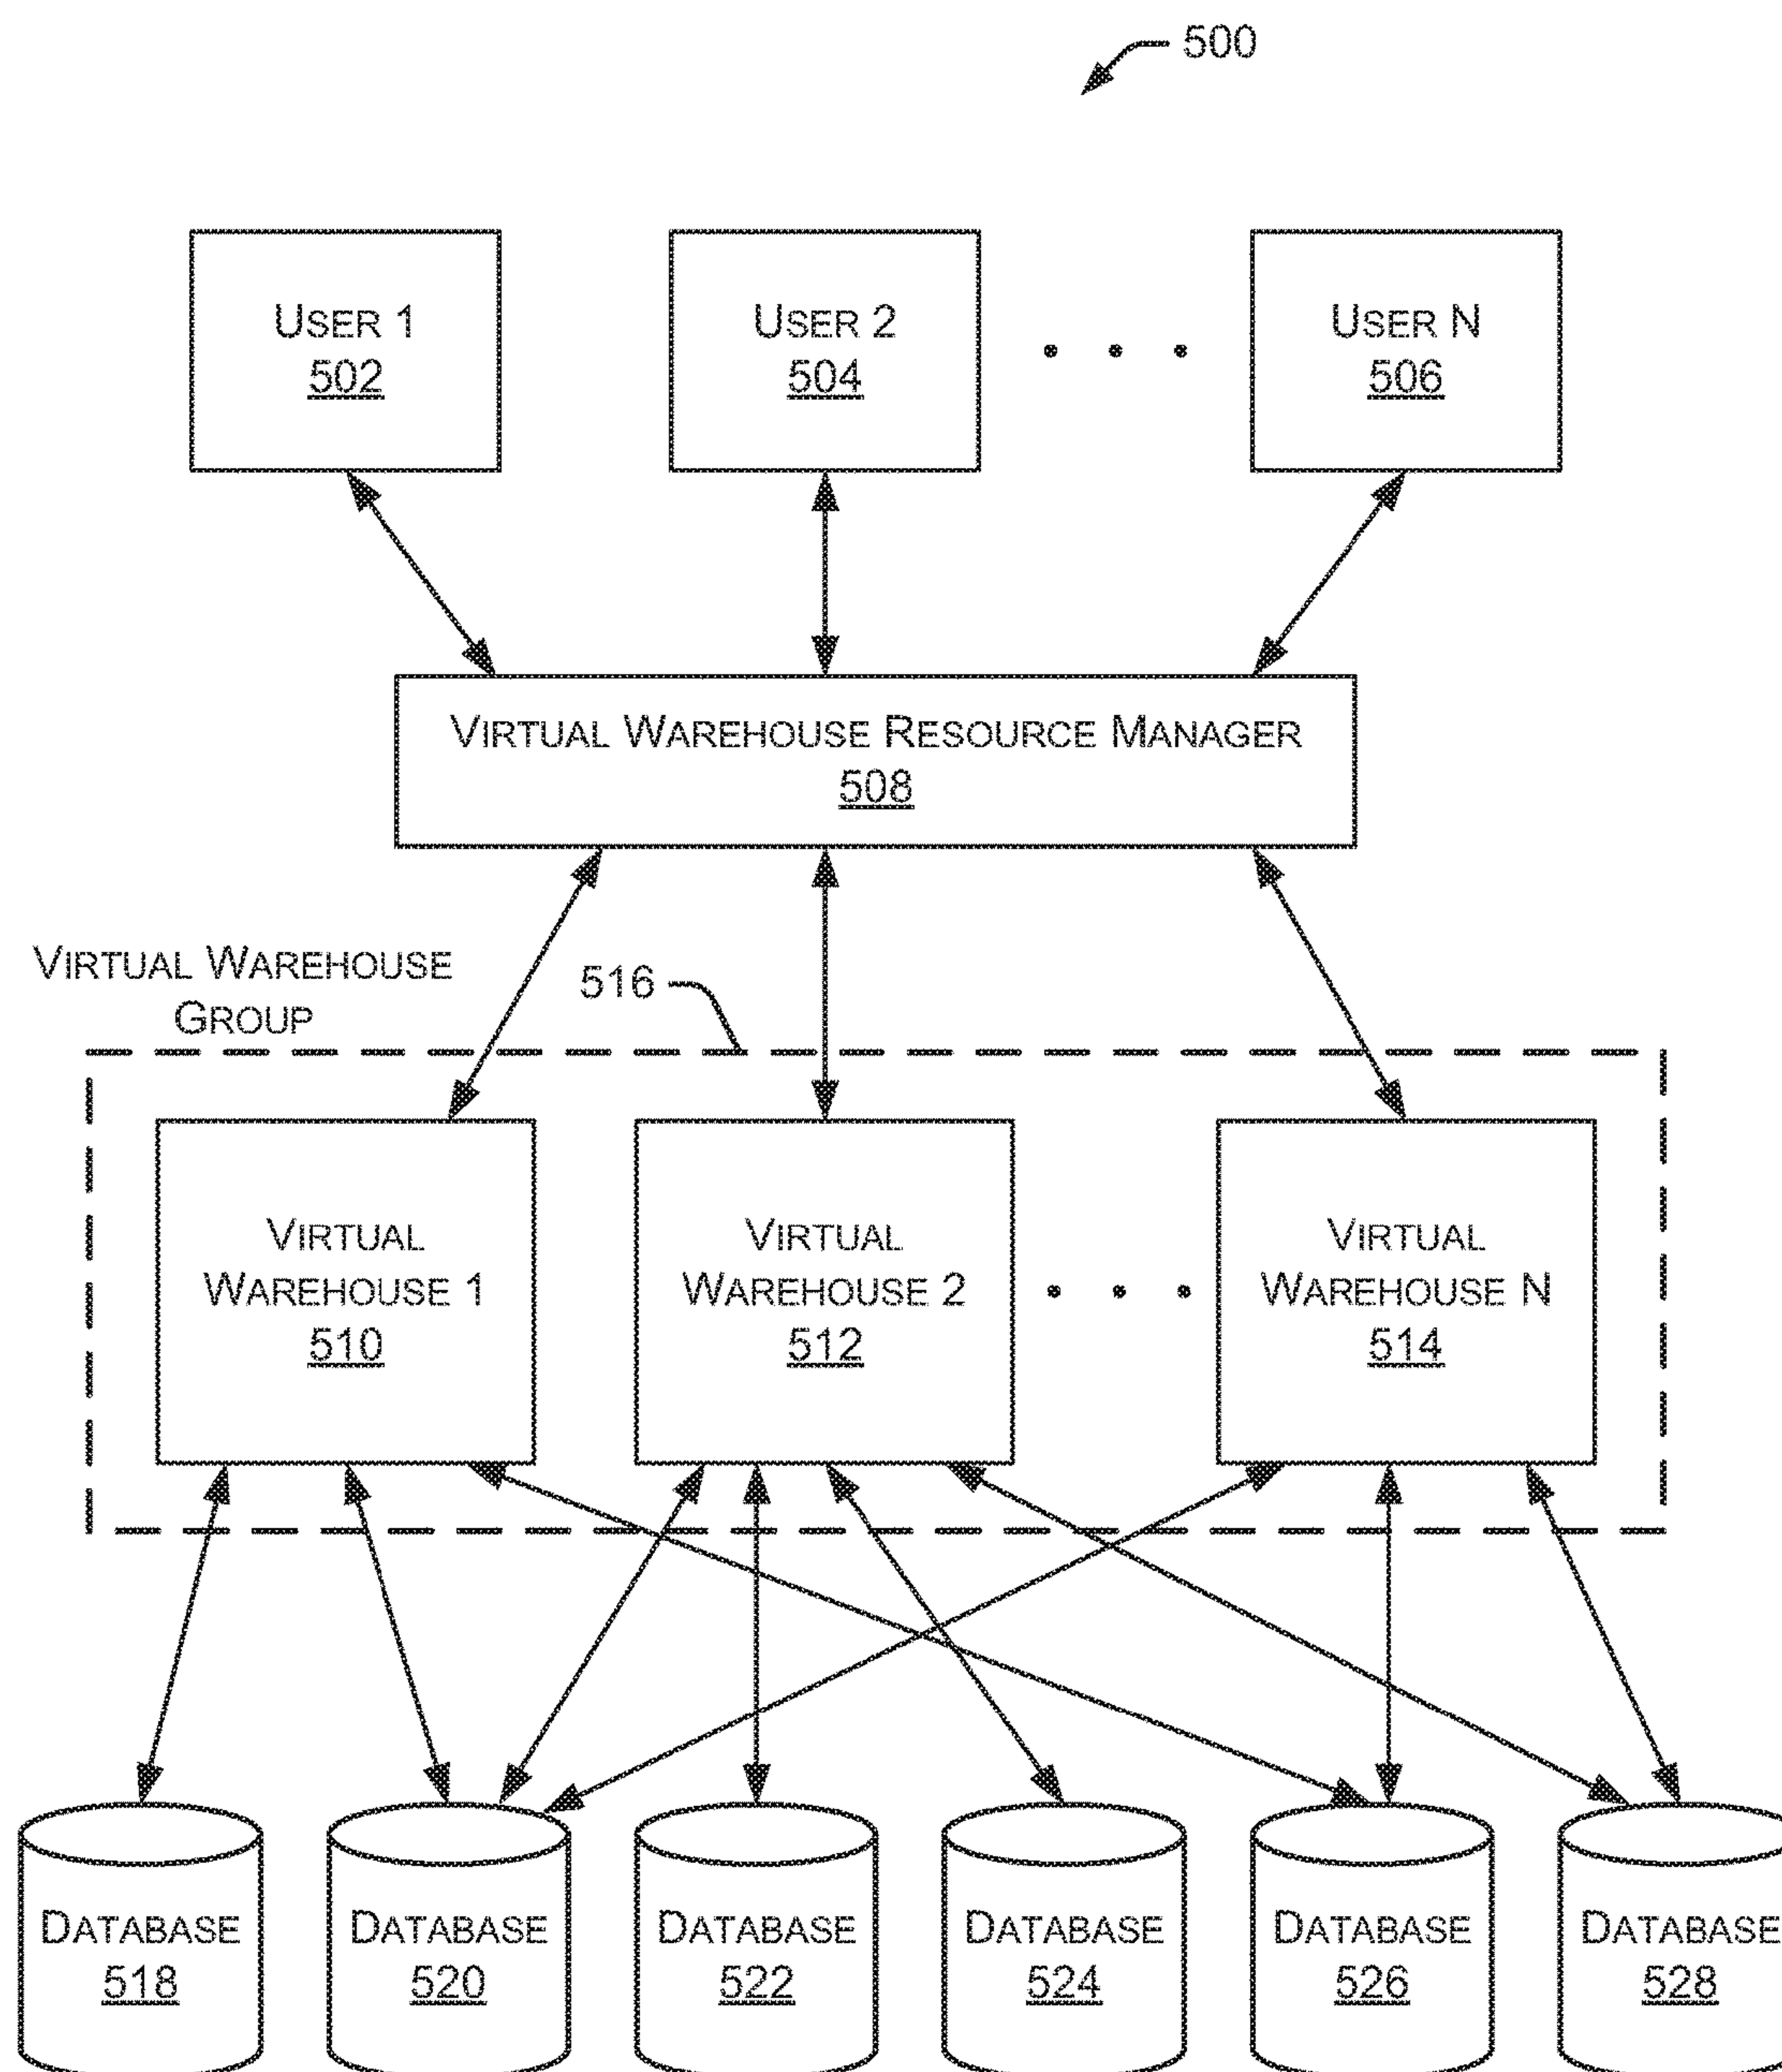 500
USER 1
502
USER 2
504
USER N
506
VIRTUAL WAREHOUSE RESOURCE MANAGER
508
VIRTUAL WAREHOUSE
GROUP
516
VIRTUAL
WAREHOUSE 1
510
VIRTUAL
WAREHOUSE 2
512
VIRTUAL
WAREHOUSE N
514
DATABASE
518
DATABASE
520
DATABASE
522
DATABASE
524
DATABASE
526
DATABASE
528